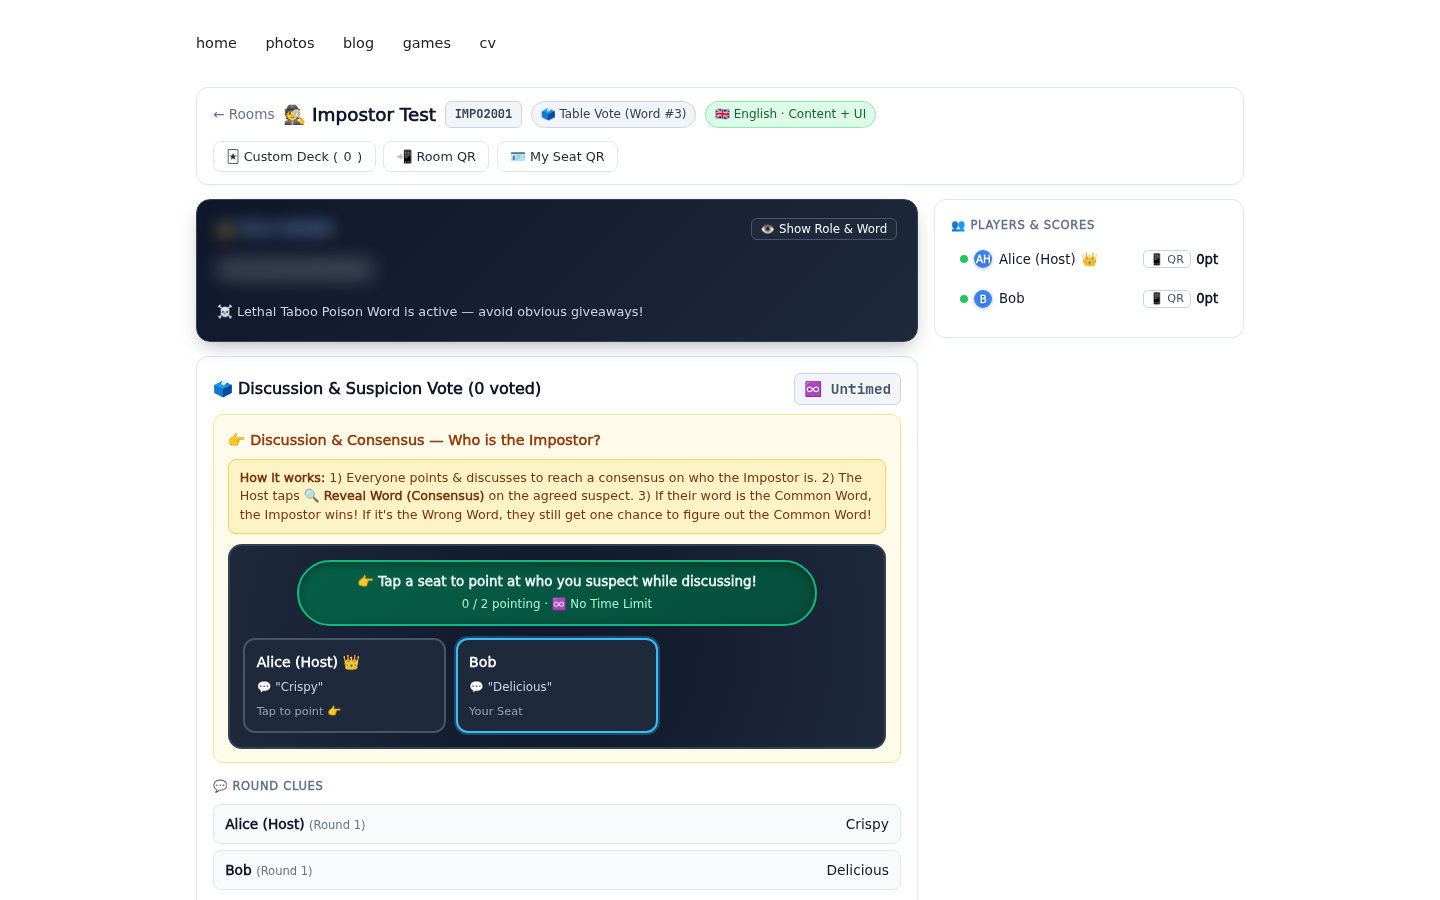 home photos blog games cv
← Rooms 🕵️ Impostor Test IMPO2001 🗳️ Table Vote (Word #3) 🇬🇧 English · Content + UI
🃏 Custom Deck ( 0 ) 📲 Room QR 🪪 My Seat QR
👁️ Show Role & Word
☠️ Lethal Taboo Poison Word is active — avoid obvious giveaways!
👥 PLAYERS & SCORES
AH Alice (Host) 👑 📱 QR 0pt
B Bob 📱 QR 0pt
🗳️ Discussion & Suspicion Vote (0 voted) ♾️ Untimed
👉 Discussion & Consensus — Who is the Impostor?
How It works: 1) Everyone points & discusses to reach a consensus on who the Impostor is. 2) The
Host taps 🔍 Reveal Word (Consensus) on the agreed suspect. 3) If their word is the Common Word,
the Impostor wins! If it's the Wrong Word, they still get one chance to figure out the Common Word!
👉 Tap a seat to point at who you suspect while discussing!
0 / 2 pointing · ♾️ No Time Limit
Alice (Host) 👑
💬 "Crispy"
Tap to point 👉
Bob
💬 "Delicious"
Your Seat
💬 ROUND CLUES
Alice (Host) (Round 1) Crispy
Bob (Round 1) Delicious